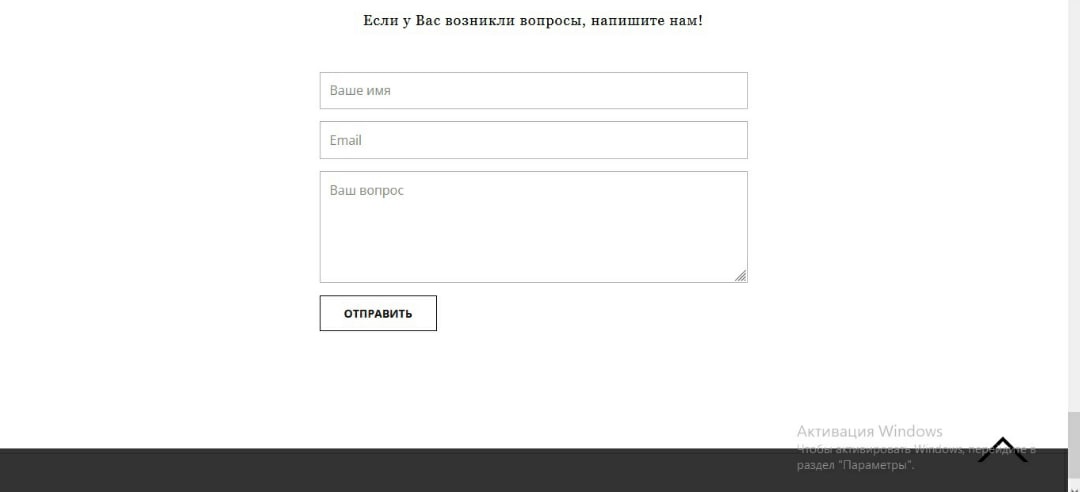 Если у Вас возникли вопросы, напишите нам!
Ваше имя
Email
Ваш вопрос
ОТПРАВИТЬ
Активация Windows
Чтобы активировать Windows, перейдите в
раздел "Параметры".